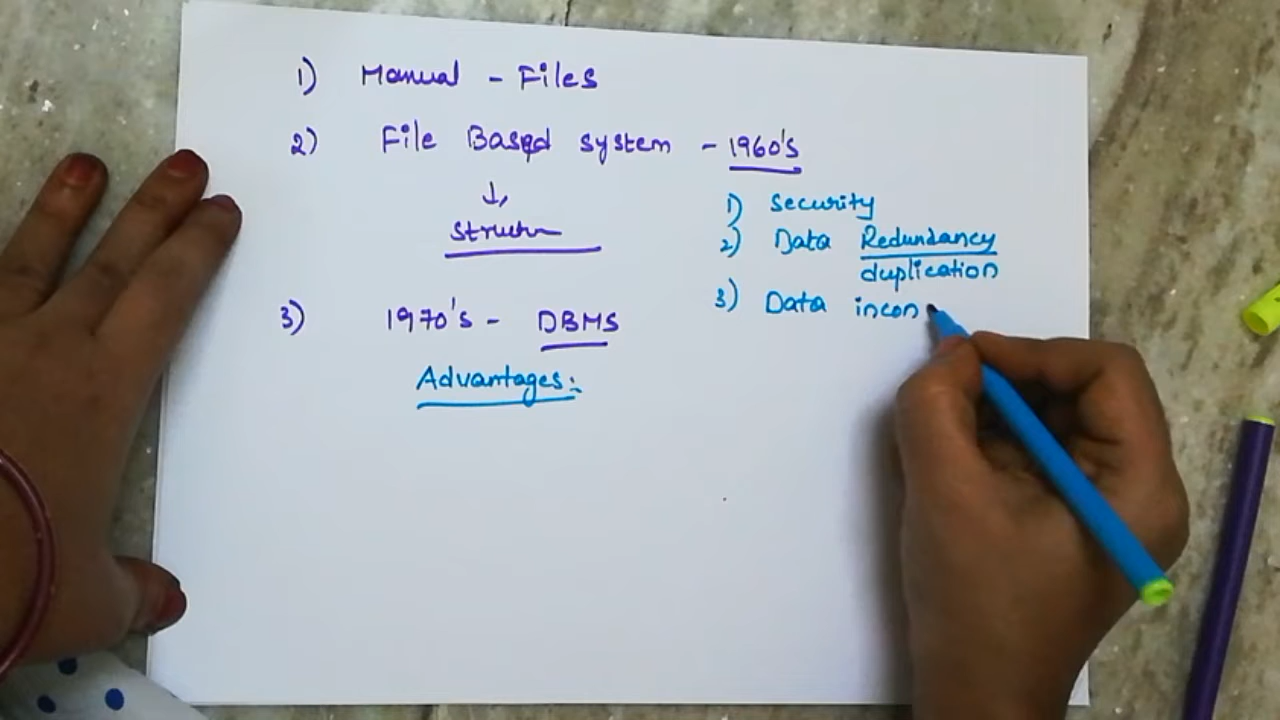 1) Manual - Files
2) File Based system - 1960's
↓
1) Security
2) Data Redundancy
duplication
3) Data incon
3) 1970's - DBMS
Advantages: